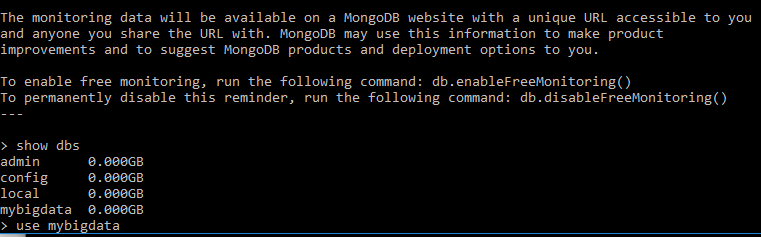 The monitoring data will be available on a MongoDB website with a unique URL accessible to you
and anyone you share the URL with. MongoDB may use this information to make product
improvements and to suggest MongoDB products and deployment options to you.

To enable free monitoring, run the following command: db.enableFreeMonitoring()
To permanently disable this reminder, run the following command: db.disableFreeMonitoring()
---

> show dbs
admin      0.000GB
config     0.000GB
local      0.000GB
mybigdata  0.000GB
> use mybigdata